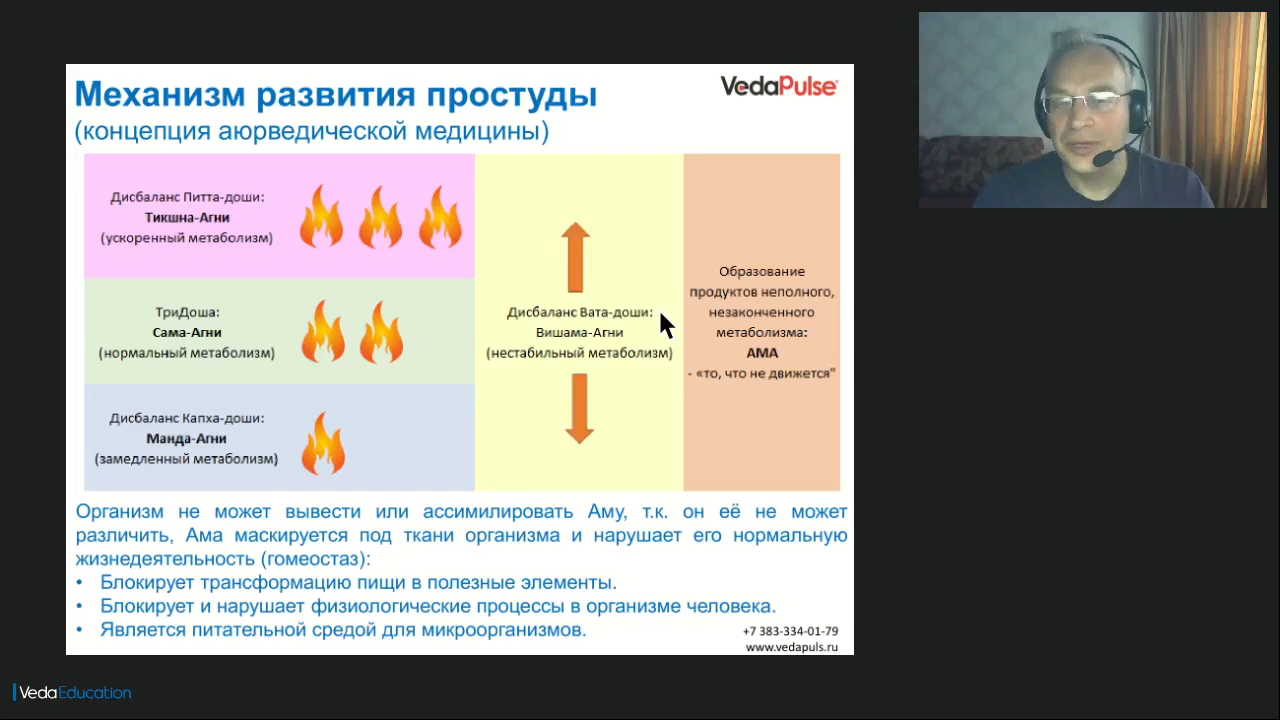 Механизм развития простуды
(концепция аюрведической медицины)
VedaPulse®
Дисбаланс Питта-доши:
Тикшна-Агни
(ускоренный метаболизм)
ТриДоша:
Сама-Агни
(нормальный метаболизм)
Дисбаланс Капха-доши:
Манда-Агни
(замедленный метаболизм)
Дисбаланс Вата-доши:
Вишама-Агни
(нестабильный метаболизм)
Образование
продуктов неполного,
незаконченного
метаболизма:
АМА
- «то, что не движется"
Организм не может вывести или ассимилировать Аму, т.к. он её не может
различить, Ама маскируется под ткани организма и нарушает его нормальную
жизнедеятельность (гомеостаз):
• Блокирует трансформацию пищи в полезные элементы.
• Блокирует и нарушает физиологические процессы в организме человека.
• Является питательной средой для микроорганизмов.
+7 383-334-01-79
www.vedapuls.ru
VedaEducation